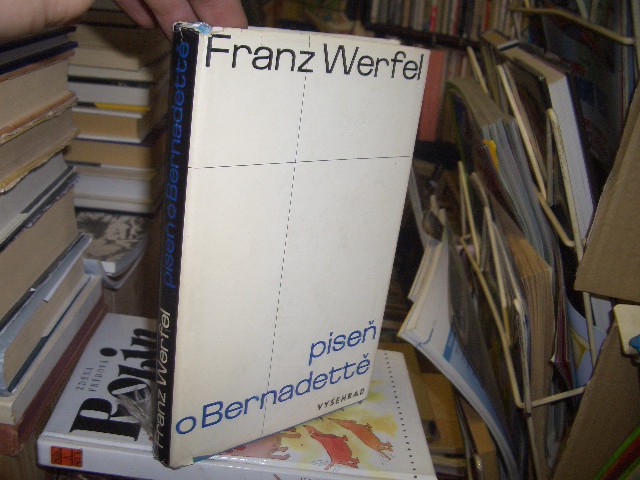 Franz Werfel
píseň
o Bernadettě
VYŠEHRAD
Franz Werfel píseň o Bernadettě
Robin